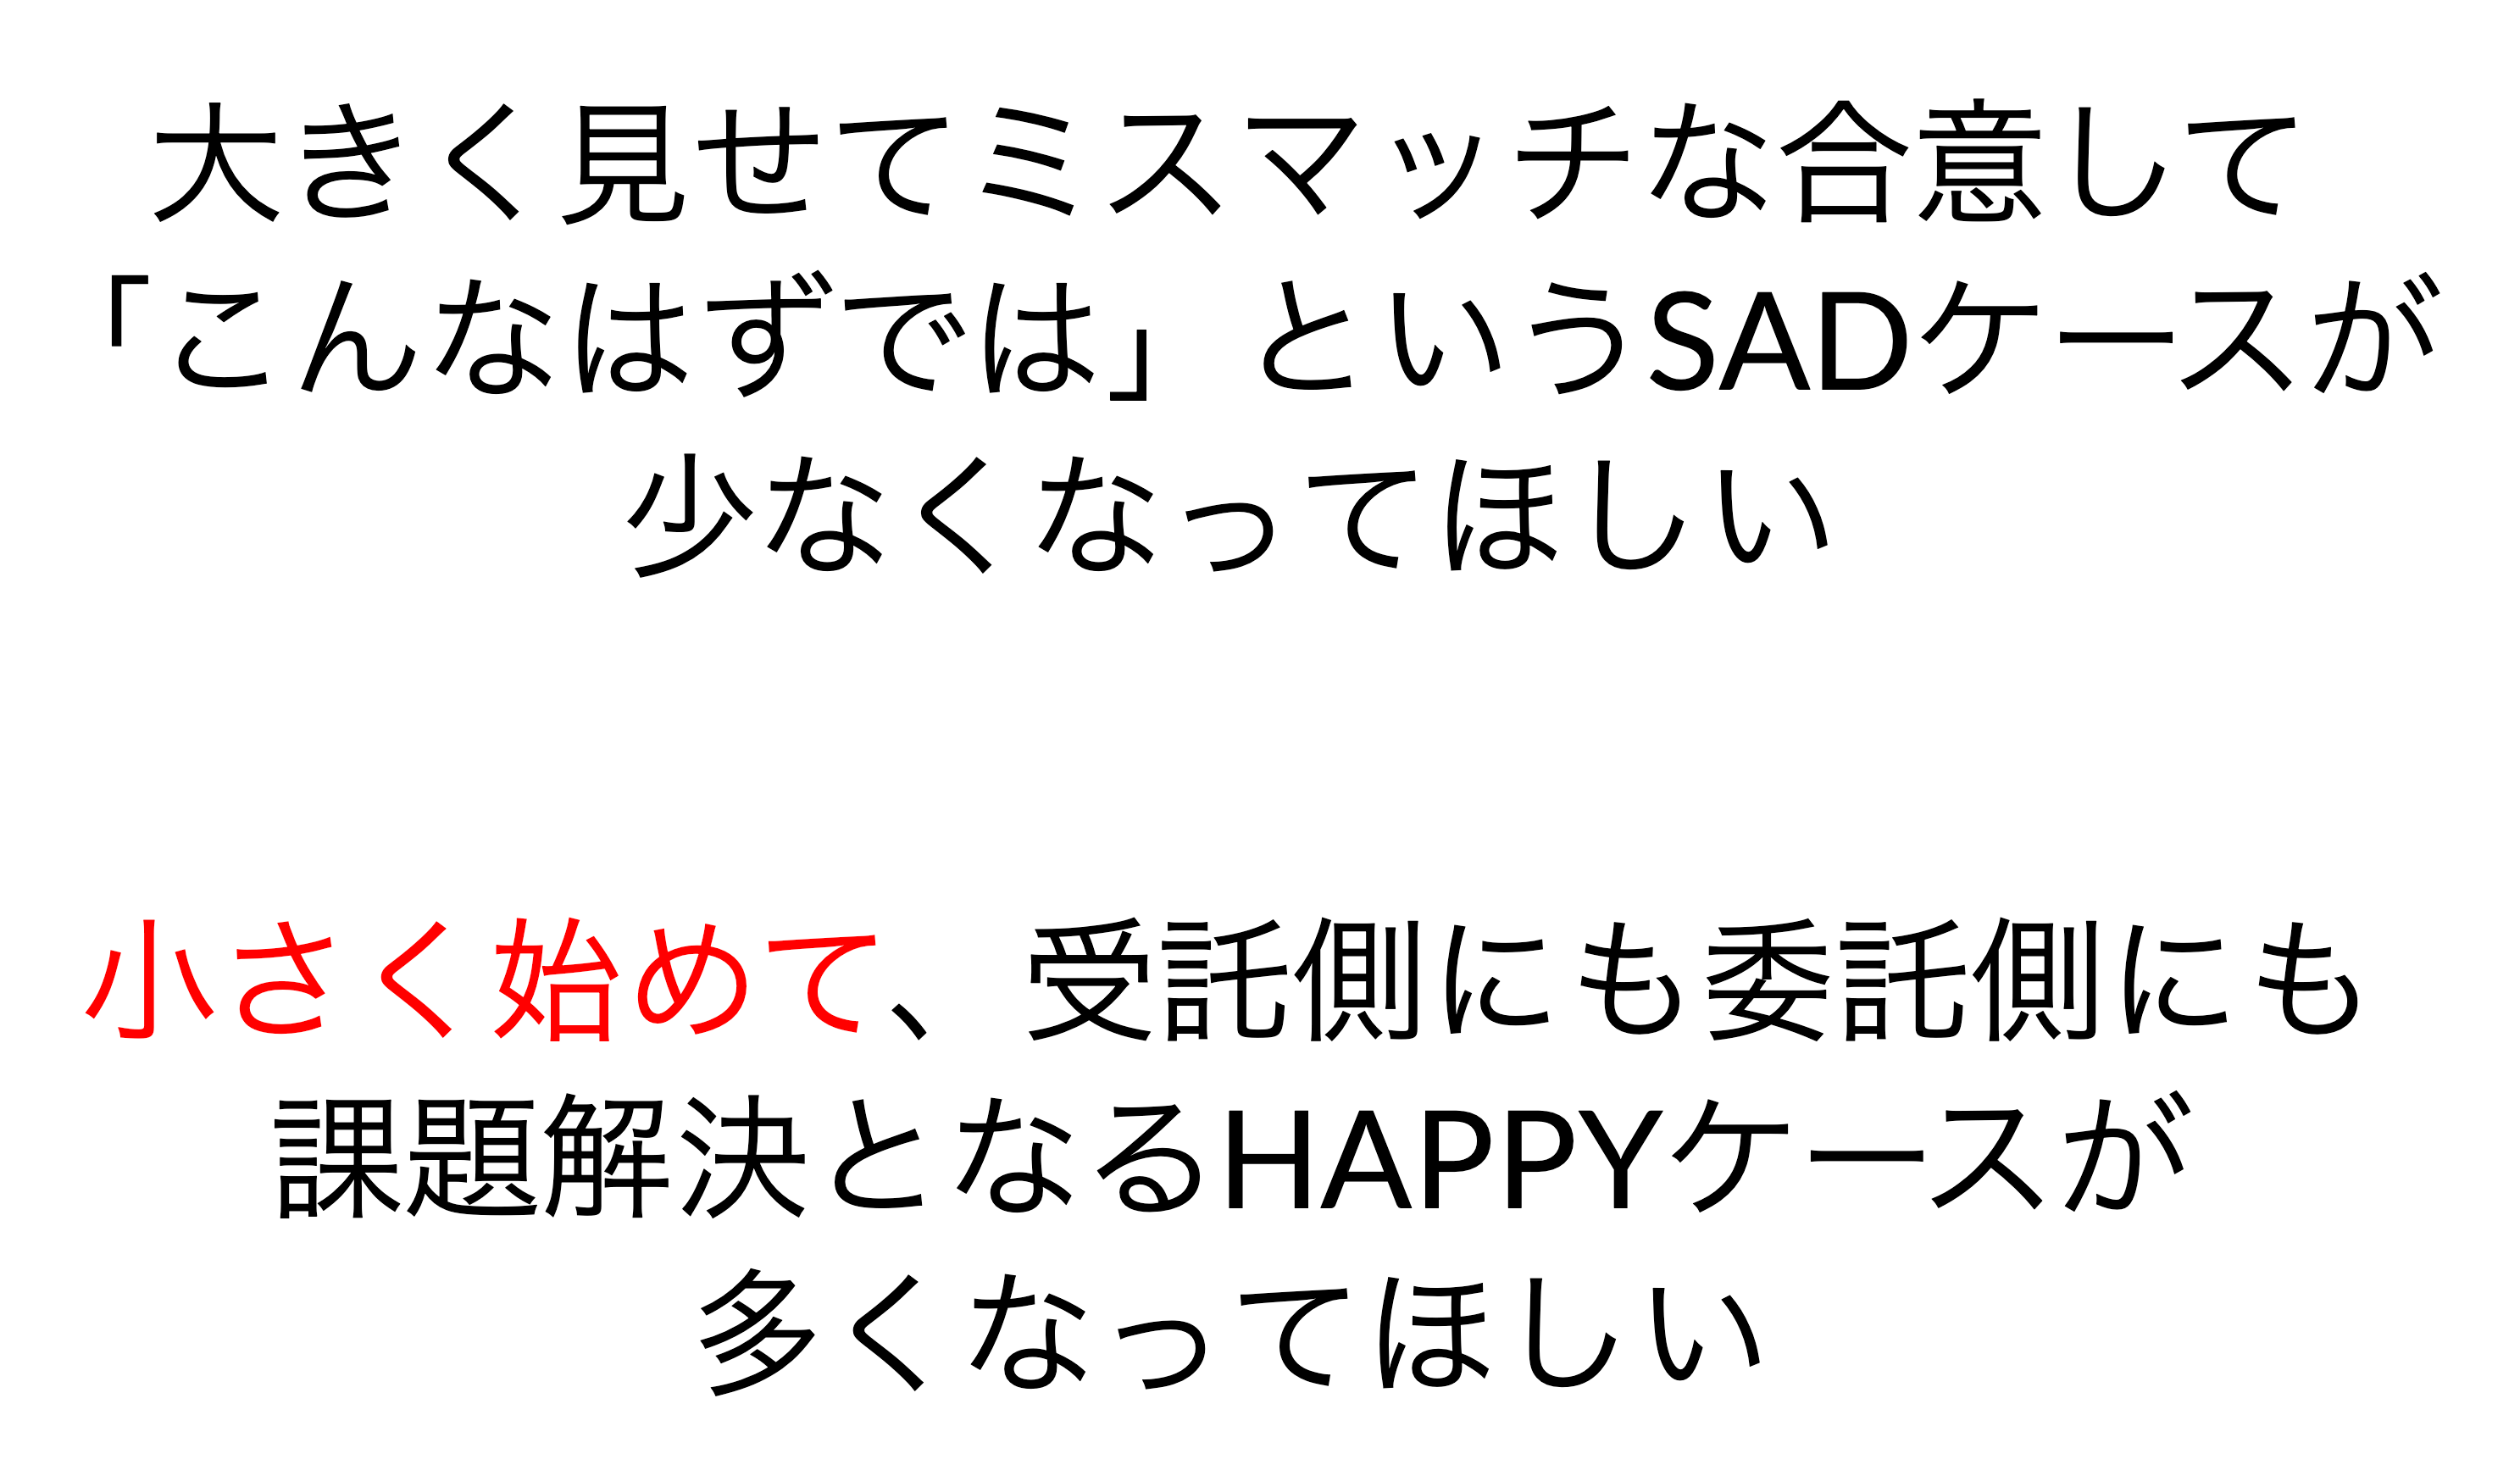 大きく見せてミスマッチな合意して
「こんなはずでは」というSADケースが
少なくなってほしい
小さく始めて、受託側にも委託側にも
課題解決となるHAPPYケースが
多くなってほしい